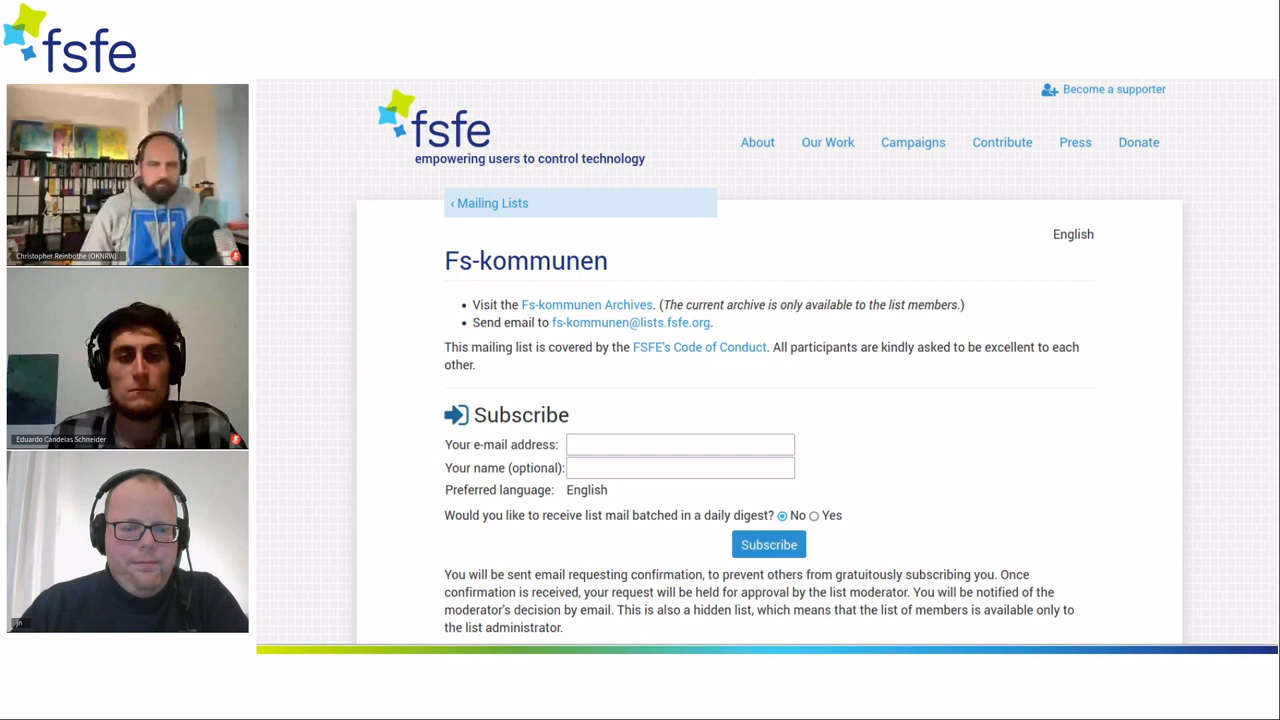 fsfe
Christopher Reinbothe (OKNRW)
Eduardo Candeias Schneider
jn
Become a supporter
fsfe
empowering users to control technology
About Our Work Campaigns Contribute Press Donate
‹ Mailing Lists
English
Fs-kommunen
• Visit the Fs-kommunen Archives. (The current archive is only available to the list members.)
• Send email to fs-kommunen@lists.fsfe.org.
This mailing list is covered by the FSFE's Code of Conduct. All participants are kindly asked to be excellent to each
other.
Subscribe
Your e-mail address:
Your name (optional):
Preferred language: English
Would you like to receive list mail batched in a daily digest? No Yes
Subscribe
You will be sent email requesting confirmation, to prevent others from gratuitously subscribing you. Once
confirmation is received, your request will be held for approval by the list moderator. You will be notified of the
moderator's decision by email. This is also a hidden list, which means that the list of members is available only to
the list administrator.